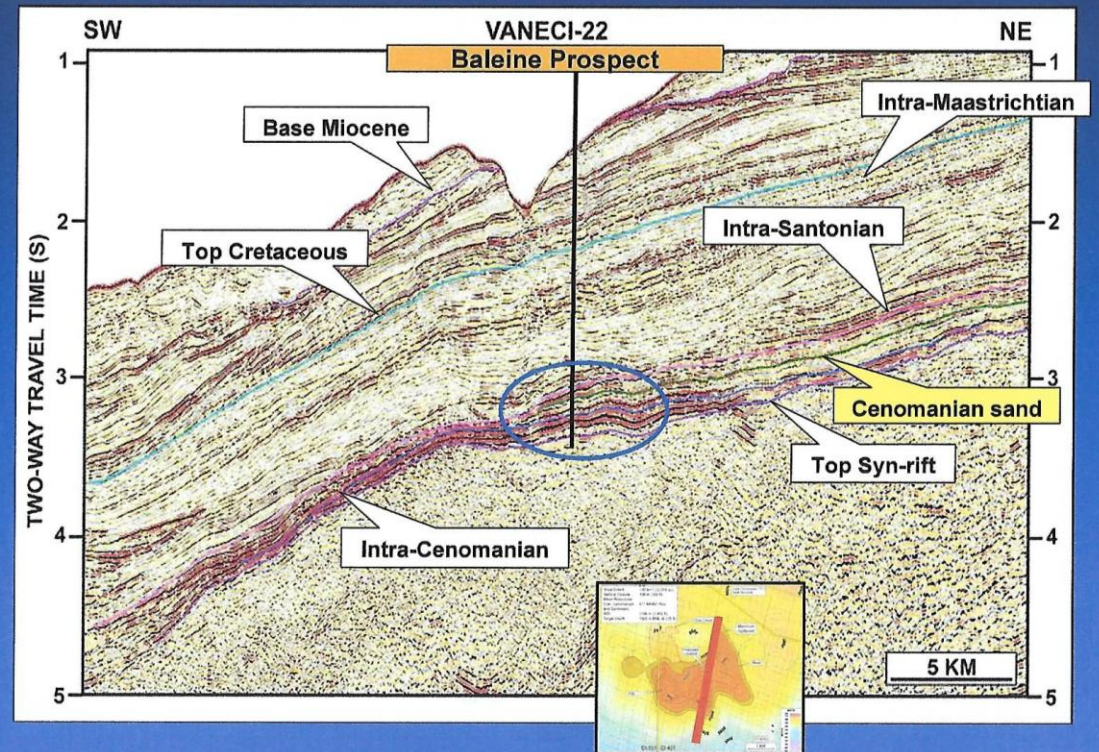 SW
VANECI-22
NE
Baleine Prospect
TWO-WAY TRAVEL TIME (S)
1
2
3
4
5
1
2
3
4
5
Base Miocene
Intra-Maastrichtian
Top Cretaceous
Intra-Santonian
Cenomanian sand
Top Syn-rift
Intra-Cenomanian
5 KM